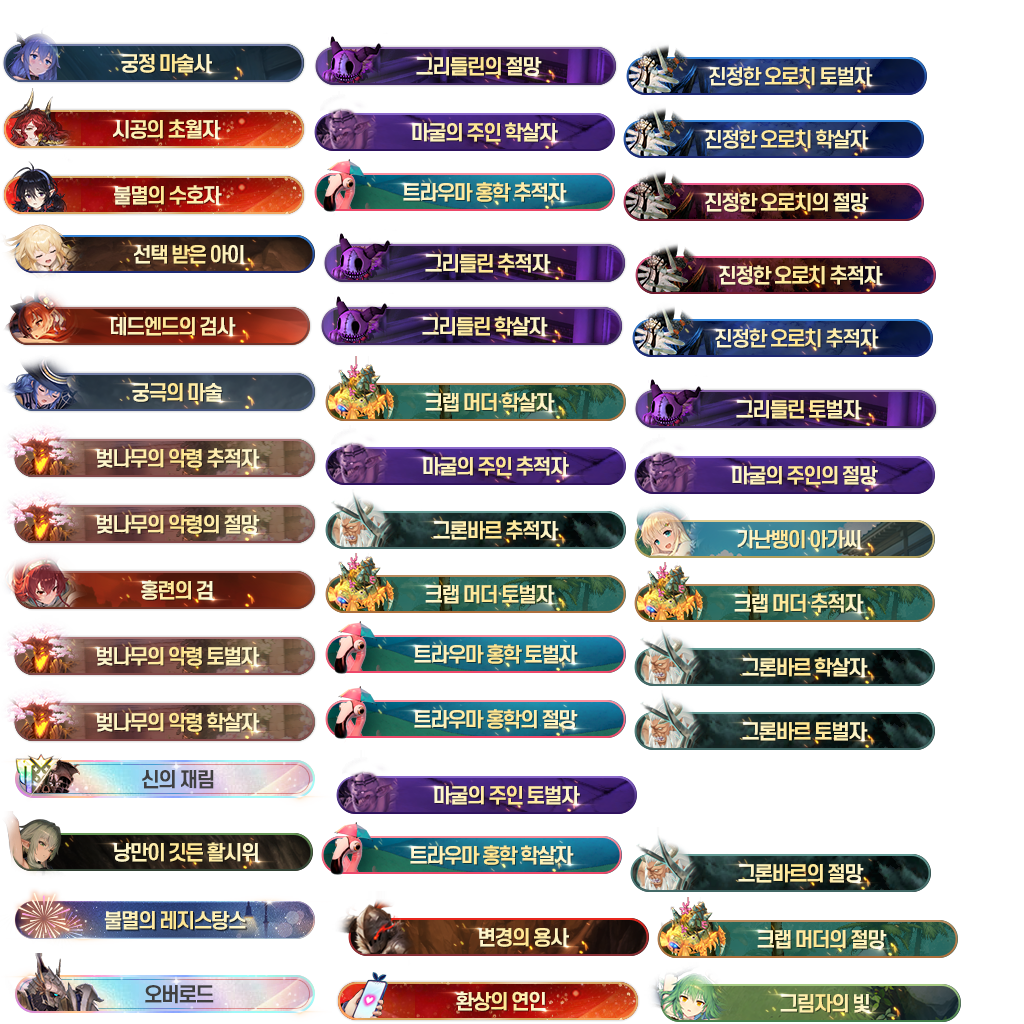 궁정 마술사
시공의 초월자
불멸의 수호자
선택 받은 아이
데드엔드의 검사
궁극의 마술
벚나무의 악령 추적자
벚나무의 악령의 절망
홍련의 검
벚나무의 악령 토벌자
벚나무의 악령 학살자
신의 재림
낭만이 깃든 활시위
불멸의 레지스탕스
오버로드
그리들린의 절망
마굴의 주인 학살자
트라우마 홍학 추적자
그리들린 추적자
그리들린 학살자
크랩 머더 학살자
마굴의 주인 추적자
그론바르 추적자
크랩 머더 토벌자
트라우마 홍학 토벌자
트라우마 홍학의 절망
마굴의 주인 토벌자
트라우마 홍학 학살자
변경의 용사
환상의 연인
진정한 오로치 토벌자
진정한 오로치 학살자
진정한 오로치의 절망
진정한 오로치 추적자
진정한 오로치 추적자
그리들린 토벌자
마굴의 주인의 절망
가난뱅이 아가씨
크랩 머더 추적자
그론바르 학살자
그론바르 토벌자
그론바르의 절망
크랩 머더의 절망
그림자의 빛